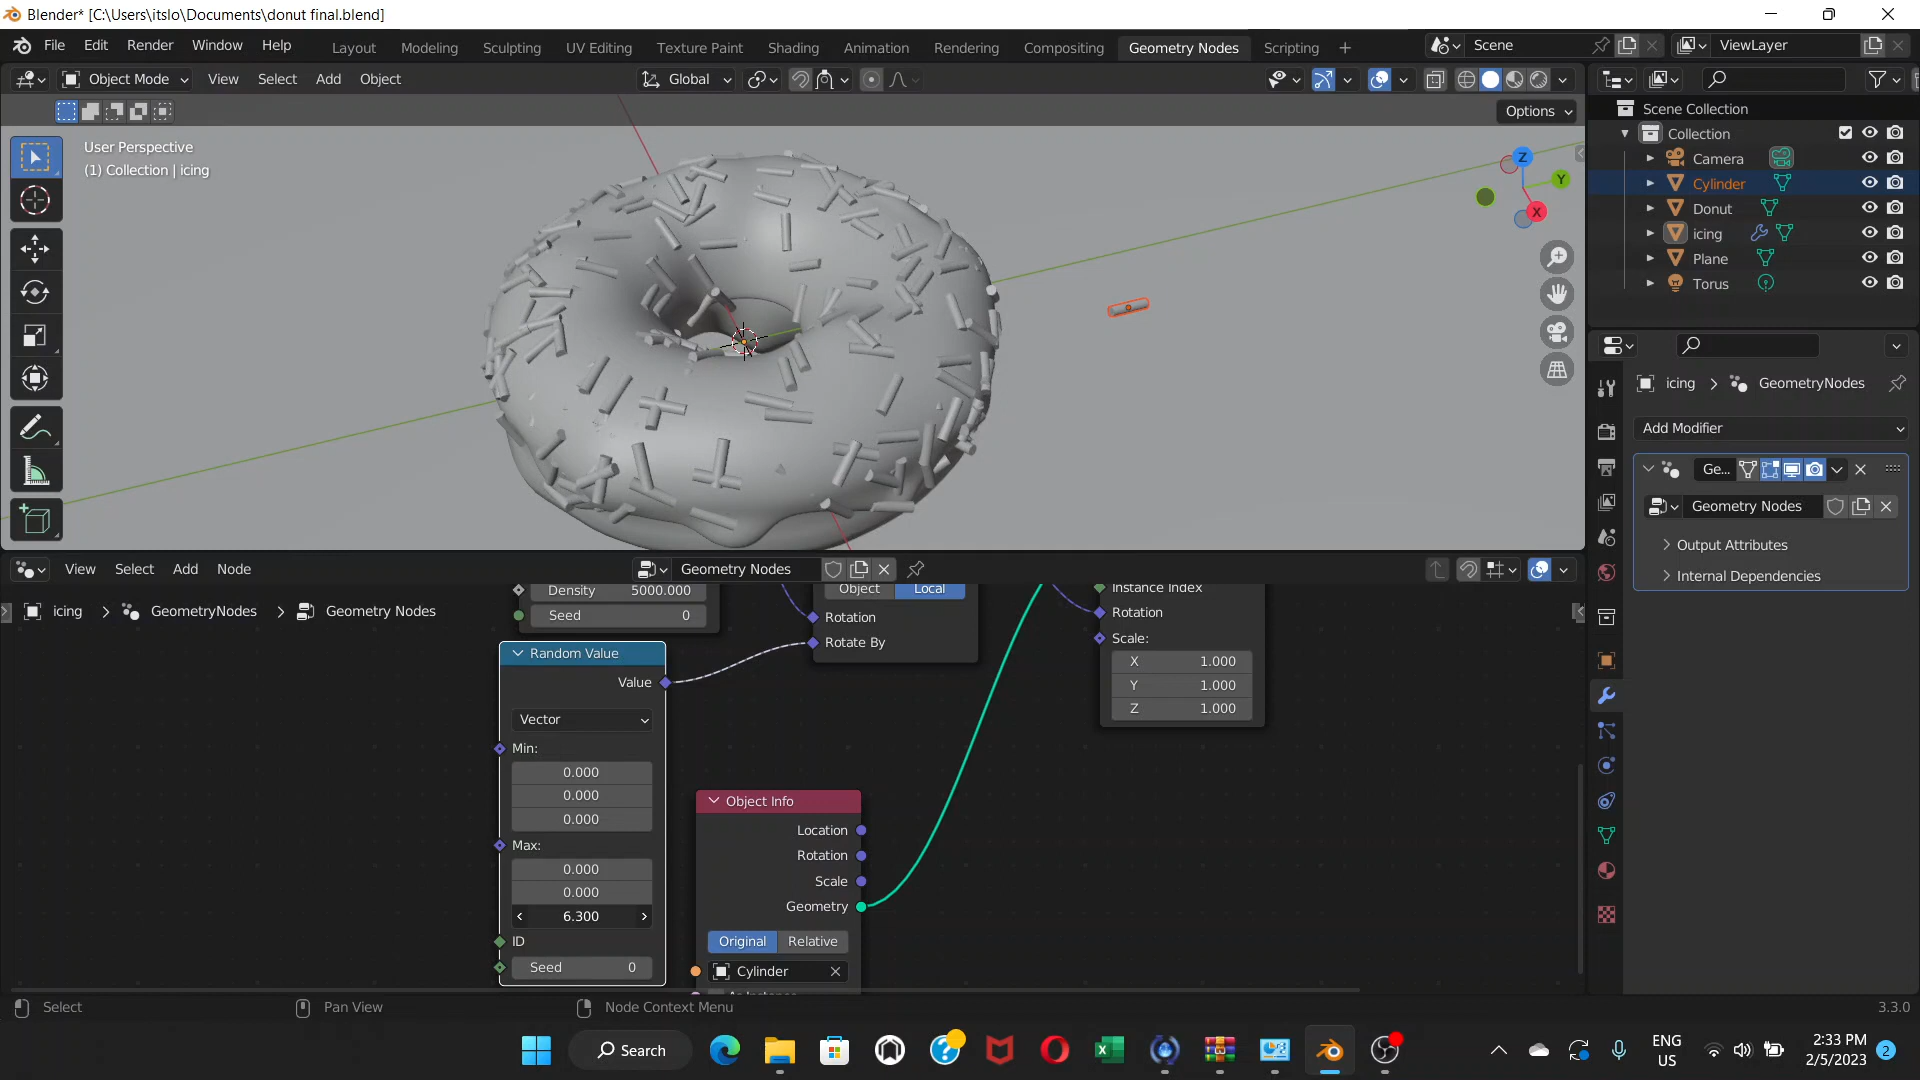 Blender* [C:\Users\itslo\Documents\donut final.blend]
File Edit Render Window Help Layout Modeling Sculpting UV Editing Texture Paint Shading Animation Rendering Compositing Geometry Nodes Scripting + Scene ViewLayer
Object Mode View Select Add Object Global
Options
User Perspective
(1) Collection | icing
Z
Y
X
Scene Collection
Collection
Camera
Cylinder
Donut
icing
Plane
Torus
icing > GeometryNodes
Add Modifier
Ge...
Geometry Nodes
Output Attributes
Internal Dependencies
View Select Add Node Geometry Nodes
icing > GeometryNodes > Geometry Nodes
Density 5000.000
Seed 0
Object Local
Rotation
Rotate By
Instance Index
Rotation
Scale:
X 1.000
Y 1.000
Z 1.000
Random Value
Value
Vector
Min:
0.000
0.000
0.000
Max:
0.000
0.000
6.300
ID
Seed 0
Object Info
Location
Rotation
Scale
Geometry
Original Relative
Cylinder
Select Pan View Node Context Menu 3.3.0
Search
ENG
US
2:33 PM
2/5/2023
2